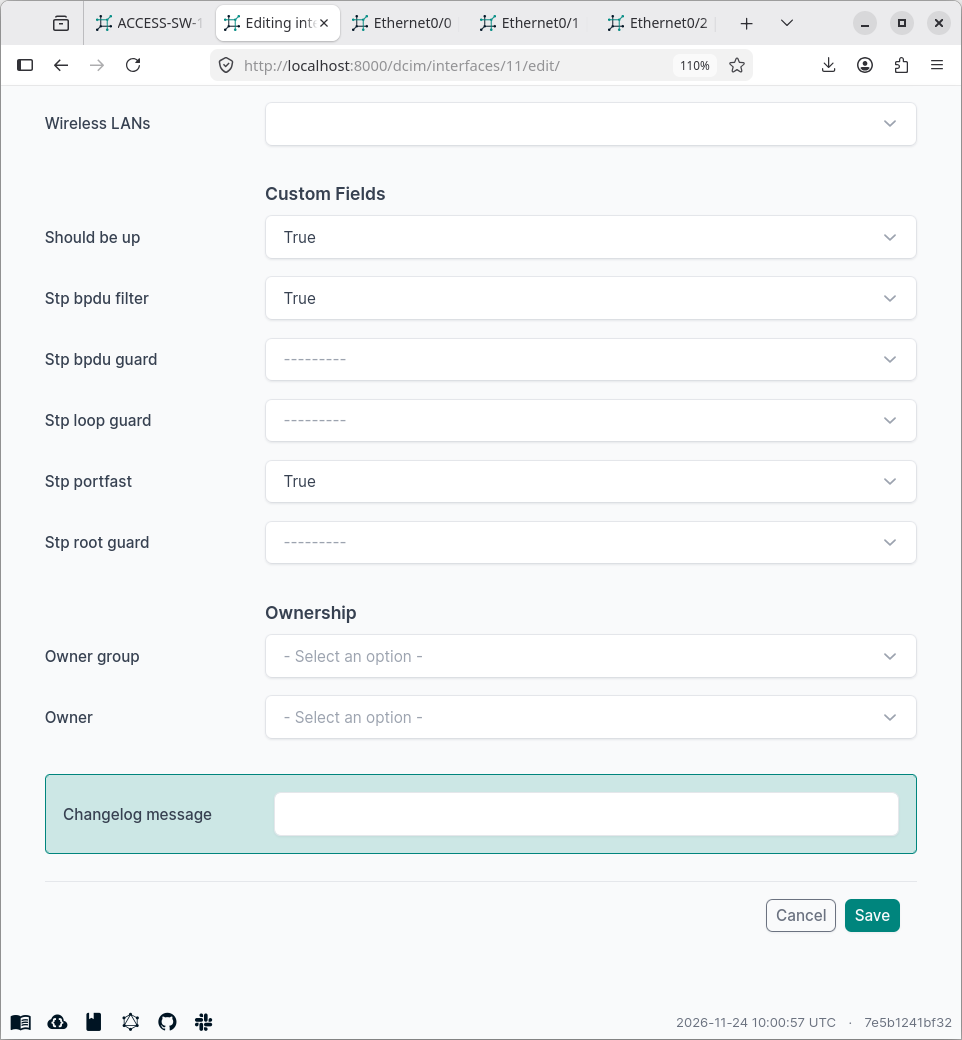 ACCESS-SW-1
Editing int
Ethernet0/0
Ethernet0/1
Ethernet0/2
http://localhost:8000/dcim/interfaces/11/edit/
110%
Wireless LANs
Custom Fields
Should be up
True
Stp bpdu filter
True
Stp bpdu guard
---------
Stp loop guard
---------
Stp portfast
True
Stp root guard
---------
Ownership
Owner group
- Select an option -
Owner
- Select an option -
Changelog message
Cancel
Save
2026-11-24 10:00:57 UTC · 7e5b1241bf32